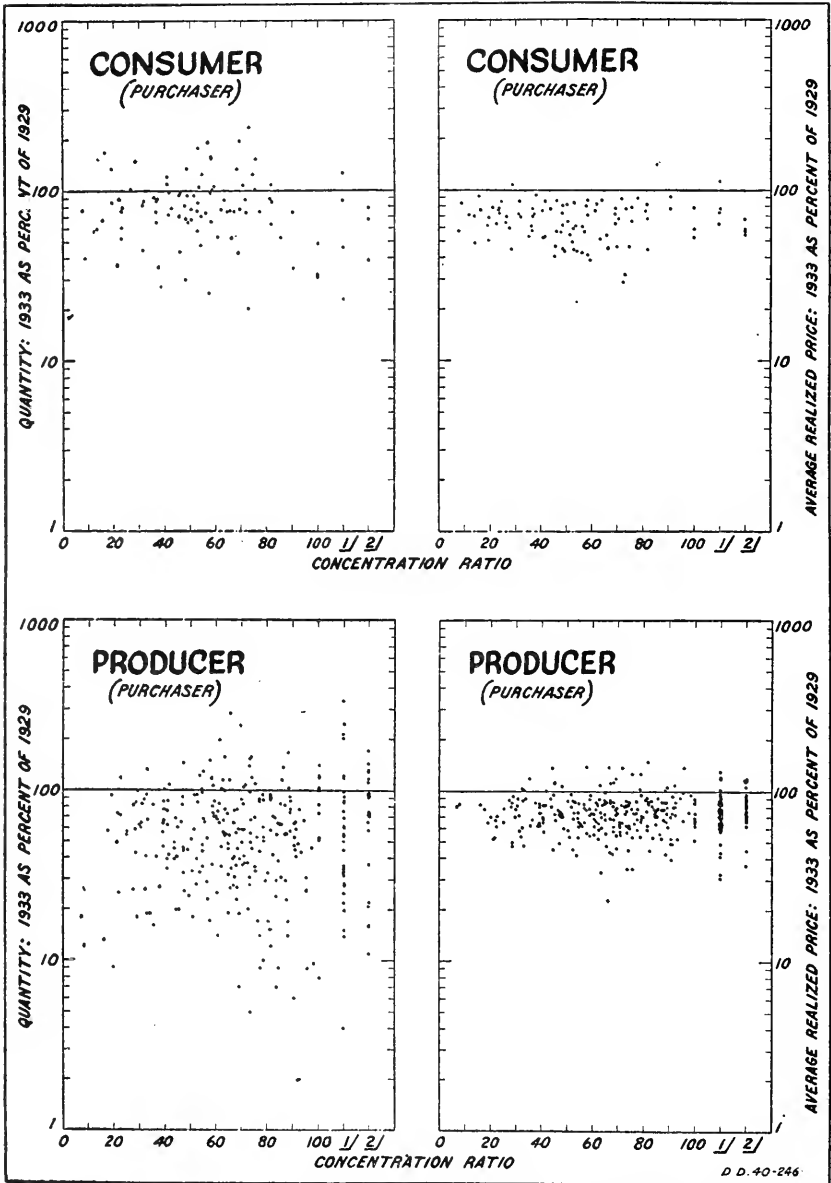 CONSUMER
(PURCHASER)
QUANTITY: 1933 AS PERC. YT OF 1929
1000
100
10
1
0 20 40 60 80 100 1/ 2/
CONSUMER
(PURCHASER)
1000
100
10
1
AVERAGE REALIZED PRICE: 1933 AS PERCENT OF 1929
0 20 40 60 80 100 1/ 2/
CONCENTRATION RATIO
PRODUCER
(PURCHASER)
QUANTITY: 1933 AS PERCENT OF 1929
1000
100
10
1
0 20 40 60 80 100 1/ 2/
PRODUCER
(PURCHASER)
1000
100
10
1
AVERAGE REALIZED PRICE: 1933 AS PERCENT OF 1929
0 20 40 60 80 100 1/ 2/
CONCENTRATION RATIO
D D. 40-246